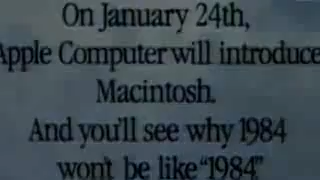 On January 24th,
Apple Computer will introduce
Macintosh.
And you'll see why 1984
won't be like "1984."